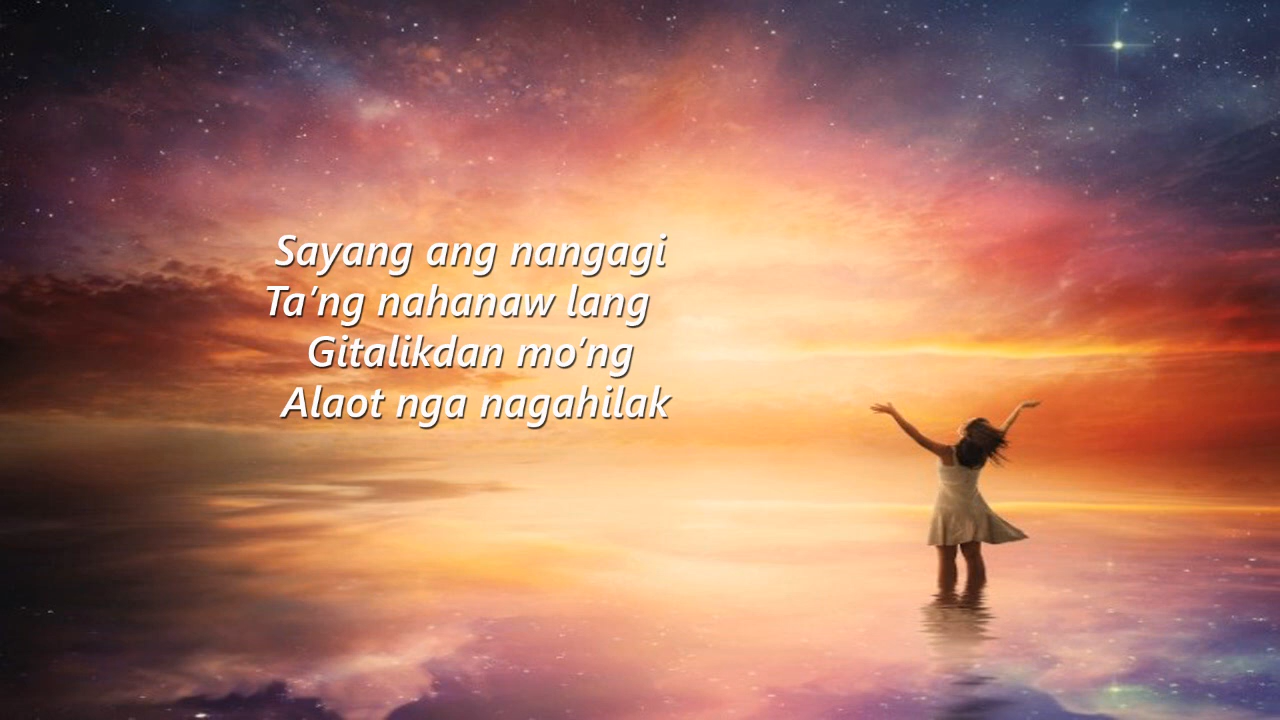 Sayang ang nangagi
Ta'ng nahanaw lang
Gitalikdan mo'ng
Alaot nga nagahilak